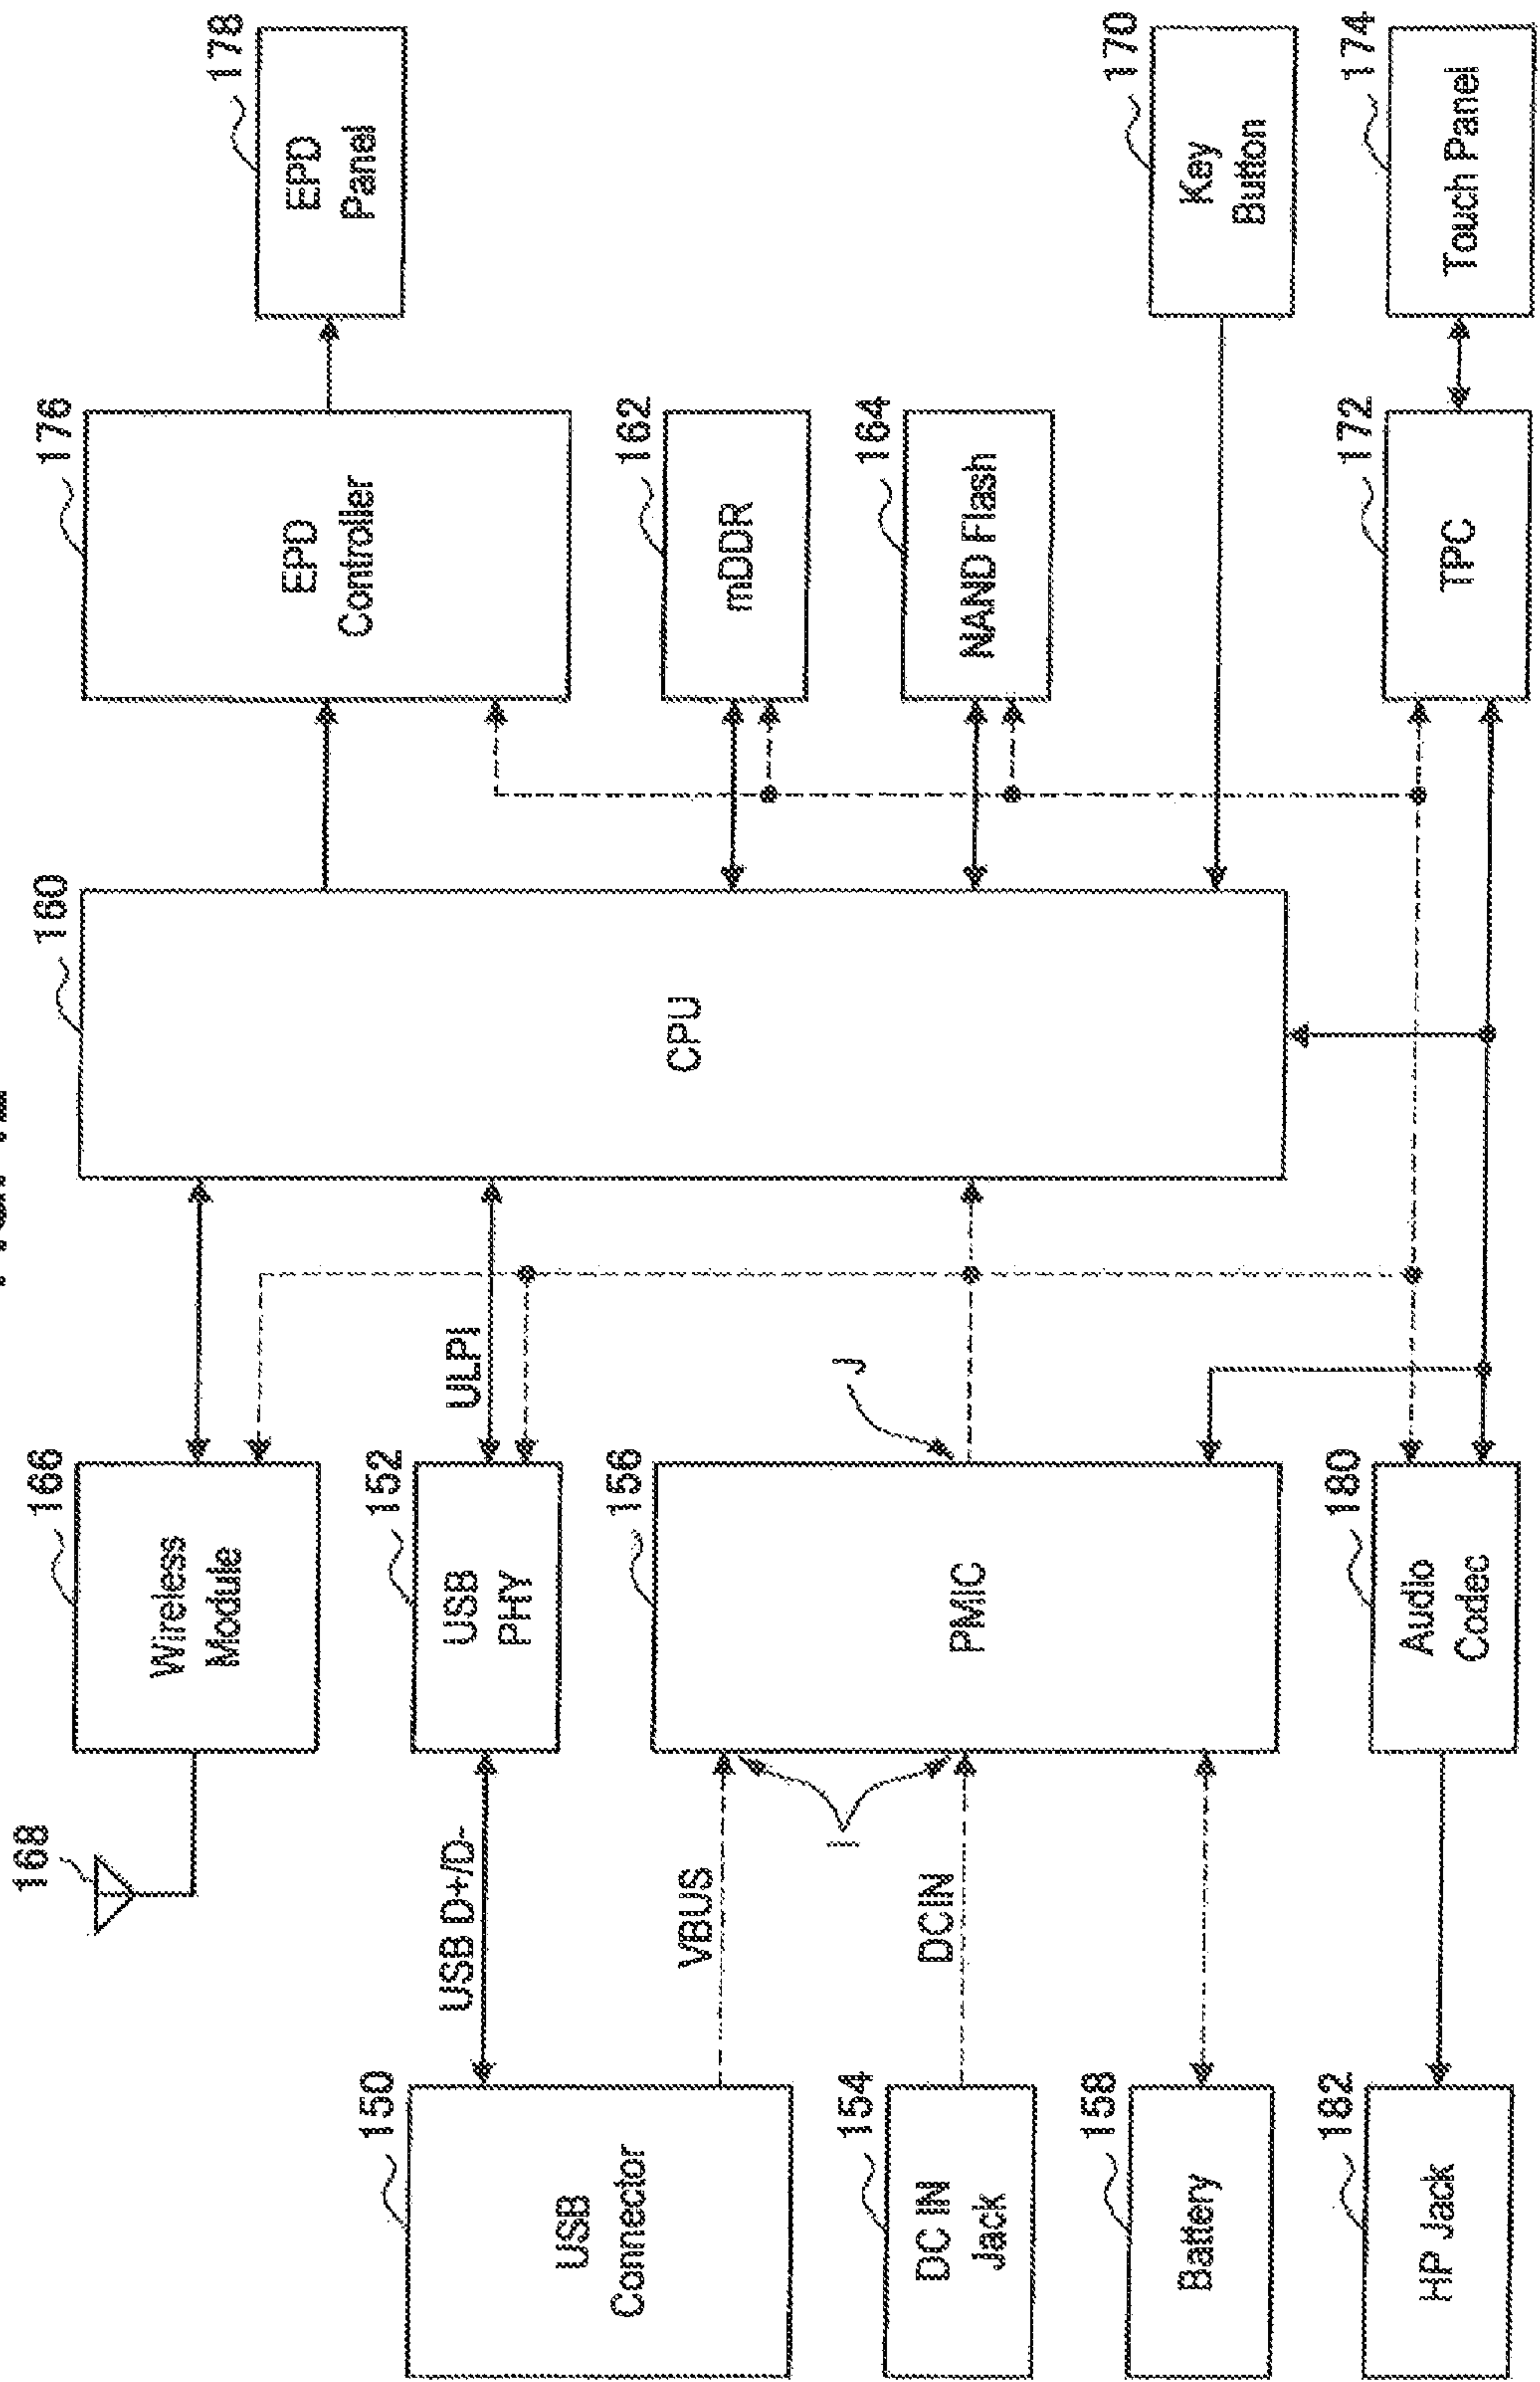 168
166
Wireless
Module
160
CPU
176
EPD
Controller
178
EPD
Panel
150
USB
Connector
USB D+/D-
152
USB
PHY
ULPI
VBUS
162
mDDR
154
DC IN
Jack
DCIN
I
156
PMIC
J
164
NAND Flash
158
Battery
170
Key
Button
182
HP Jack
180
Audio
Codec
172
TPC
174
Touch Panel